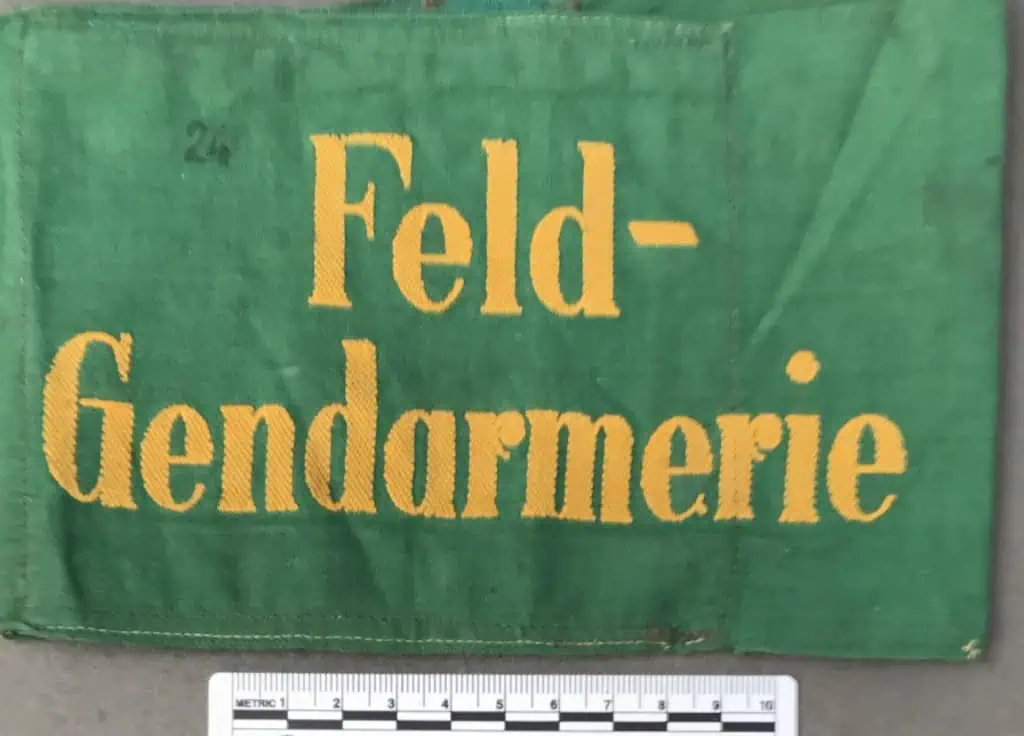 24
Feld-
Gendarmerie
METRIC 1 2 3 4 5 6 7 8 9 10